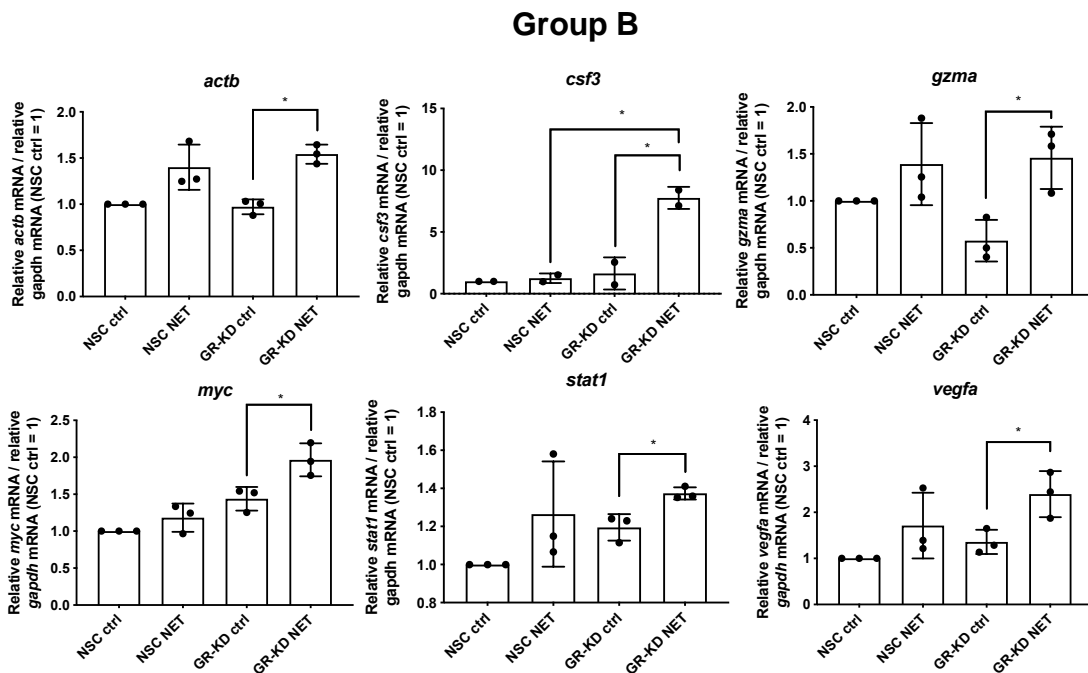 Group B
actb
Relative actb mRNA / relative
gapdh mRNA (NSC ctrl = 1)
2.0
1.5
1.0
0.5
0.0
*
NSC ctrl
NSC NET
GR-KD ctrl
GR-KD NET
csf3
Relative csf3 mRNA / relative
gapdh mRNA (NSC ctrl = 1)
15
10
5
0
*
*
NSC ctrl
NSC NET
GR-KD ctrl
GR-KD NET
gzma
Relative gzma mRNA / relative
gapdh mRNA (NSC ctrl = 1)
2.0
1.5
1.0
0.5
0.0
*
NSC ctrl
NSC NET
GR-KD ctrl
GR-KD NET
myc
Relative myc mRNA / relative
gapdh mRNA (NSC ctrl = 1)
2.5
2.0
1.5
1.0
0.5
0.0
*
NSC ctrl
NSC NET
GR-KD ctrl
GR-KD NET
stat1
Relative stat1 mRNA / relative
gapdh mRNA (NSC ctrl = 1)
1.8
1.6
1.4
1.2
1.0
0.8
*
NSC ctrl
NSC NET
GR-KD ctrl
GR-KD NET
vegfa
Relative vegfa mRNA / relative
gapdh mRNA (NSC ctrl = 1)
4
3
2
1
0
*
NSC ctrl
NSC NET
GR-KD ctrl
GR-KD NET